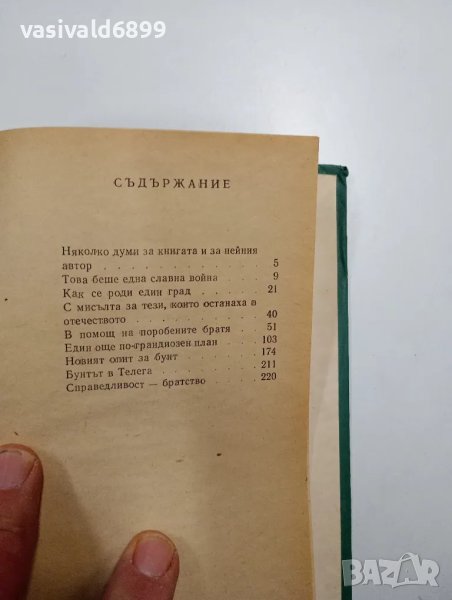 vasivald6899
СЪДЪРЖАНИЕ
Няколко думи за книгата и за нейния
автор . . . . . . . . . . . 5
Това беше една славна война . . . 9
Как се роди един град . . . . . 21
С мисълта за тези, които останаха в
отечеството . . . . . . . . . 40
В помощ на поробените братя . . . 51
Един още по-грандиозен план . . . 103
Новият опит за бунт . . . . . . 174
Бунтът в Телега . . . . . . . 211
Справедливост — братство . . . . 220
BAZAR